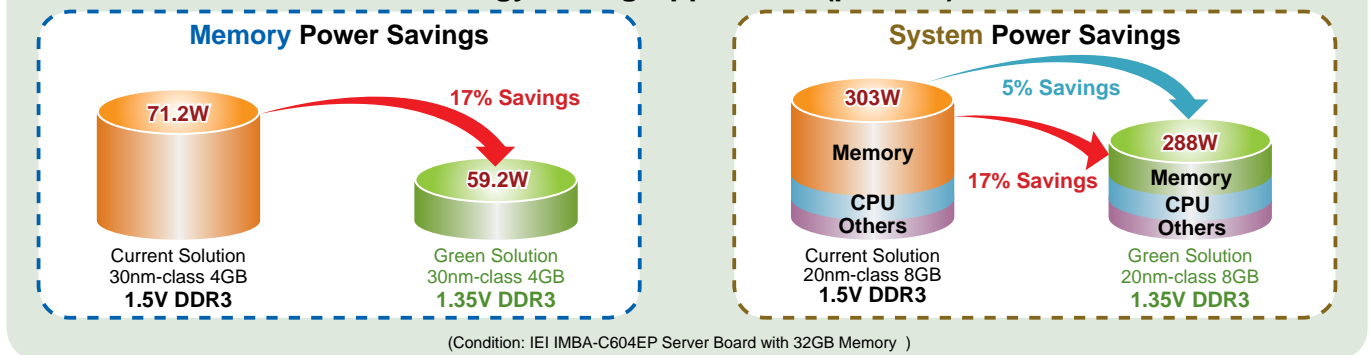 Memory Power Savings
71.2W
17% Savings
59.2W
Current Solution
30nm-class 4GB
1.5V DDR3
Green Solution
30nm-class 4GB
1.35V DDR3
System Power Savings
303W
5% Savings
Memory
CPU
Others
17% Savings
288W
Memory
CPU
Others
Current Solution
20nm-class 8GB
1.5V DDR3
Green Solution
20nm-class 8GB
1.35V DDR3
(Condition: IEI IMBA-C604EP Server Board with 32GB Memory )